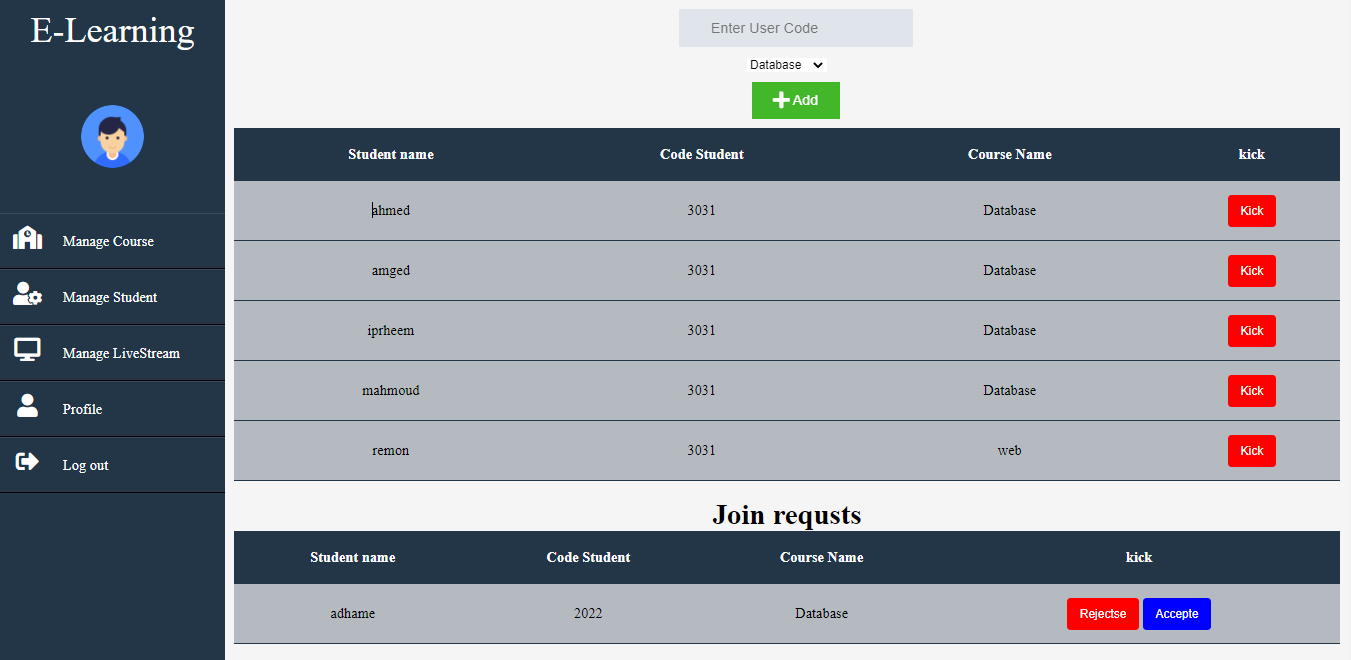 E-Learning
Manage Course
Manage Student
Manage LiveStream
Profile
Log out
Enter User Code
Database
Add
Student name Code Student Course Name kick
ahmed 3031 Database Kick
amged 3031 Database Kick
iprheem 3031 Database Kick
mahmoud 3031 Database Kick
remon 3031 web Kick
Join requsts
Student name Code Student Course Name kick
adhame 2022 Database Rejectse Accepte